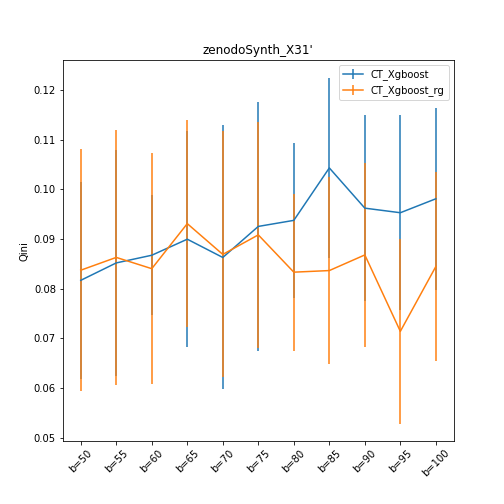 zenodoSynth_X31'
CT_Xgboost
CT_Xgboost_rg
Qini
0.12
0.11
0.10
0.09
0.08
0.07
0.06
0.05
b=50
b=55
b=60
b=65
b=70
b=75
b=80
b=85
b=90
b=95
b=100